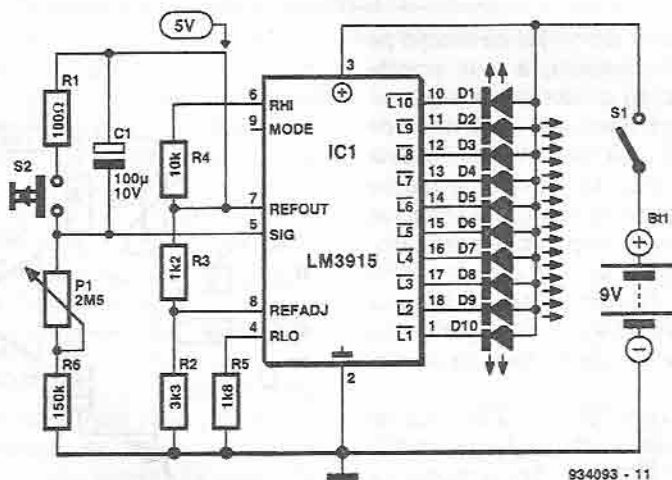 5V
R1
100Ω
C1
100µ
10V
S2
P1
2M5
R6
150k
R4
10k
R3
1k2
R2
3k3
R5
1k8
6
RHI
9
MODE
7
REFOUT
5
SIG
8
REFADJ
4
RLO
3
IC1
LM3915
2
L10 10 D1
L9 11 D2
L8 12 D3
L7 13 D4
L6 14 D5
L5 15 D6
L4 16 D7
L3 17 D8
L2 18 D9
L1 1 D10
S1
Bt1
9V
934093 - 11